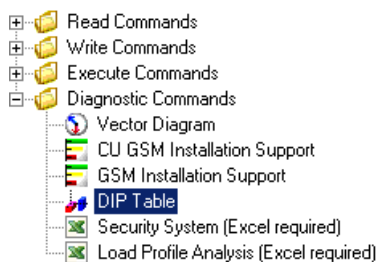 Read Commands
Write Commands
Execute Commands
Diagnostic Commands
Vector Diagram
CU GSM Installation Support
GSM Installation Support
DIP Table
Security System (Excel required)
Load Profile Analysis (Excel required)